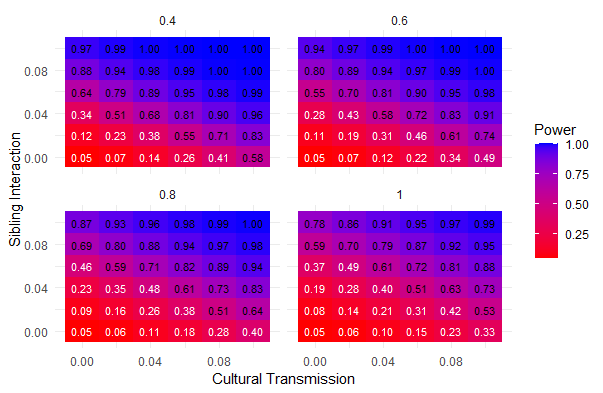 0.4 0.6
0.97 0.99 1.00 1.00 1.00 1.00 0.94 0.97 0.99 1.00 1.00 1.00
0.08 0.88 0.94 0.98 0.99 1.00 1.00 0.80 0.89 0.94 0.97 0.99 1.00
0.64 0.79 0.89 0.95 0.98 0.99 0.55 0.70 0.81 0.90 0.95 0.98
0.04 0.34 0.51 0.68 0.81 0.90 0.96 0.28 0.43 0.58 0.72 0.83 0.91
0.12 0.23 0.38 0.55 0.71 0.83 0.11 0.19 0.31 0.46 0.61 0.74
0.00 0.05 0.07 0.14 0.26 0.41 0.58 0.05 0.07 0.12 0.22 0.34 0.49
0.8 1
0.87 0.93 0.96 0.98 0.99 1.00 0.78 0.86 0.91 0.95 0.97 0.99
0.08 0.69 0.80 0.88 0.94 0.97 0.98 0.59 0.70 0.79 0.87 0.92 0.95
0.46 0.59 0.71 0.82 0.89 0.94 0.37 0.49 0.61 0.72 0.81 0.88
0.04 0.23 0.35 0.48 0.61 0.73 0.83 0.19 0.28 0.40 0.51 0.63 0.73
0.09 0.16 0.26 0.38 0.51 0.64 0.08 0.14 0.21 0.31 0.42 0.53
0.00 0.05 0.06 0.11 0.18 0.28 0.40 0.05 0.06 0.10 0.15 0.23 0.33
0.00 0.04 0.08 0.00 0.04 0.08
Cultural Transmission
Sibling Interaction
Power
1.00
0.75
0.50
0.25